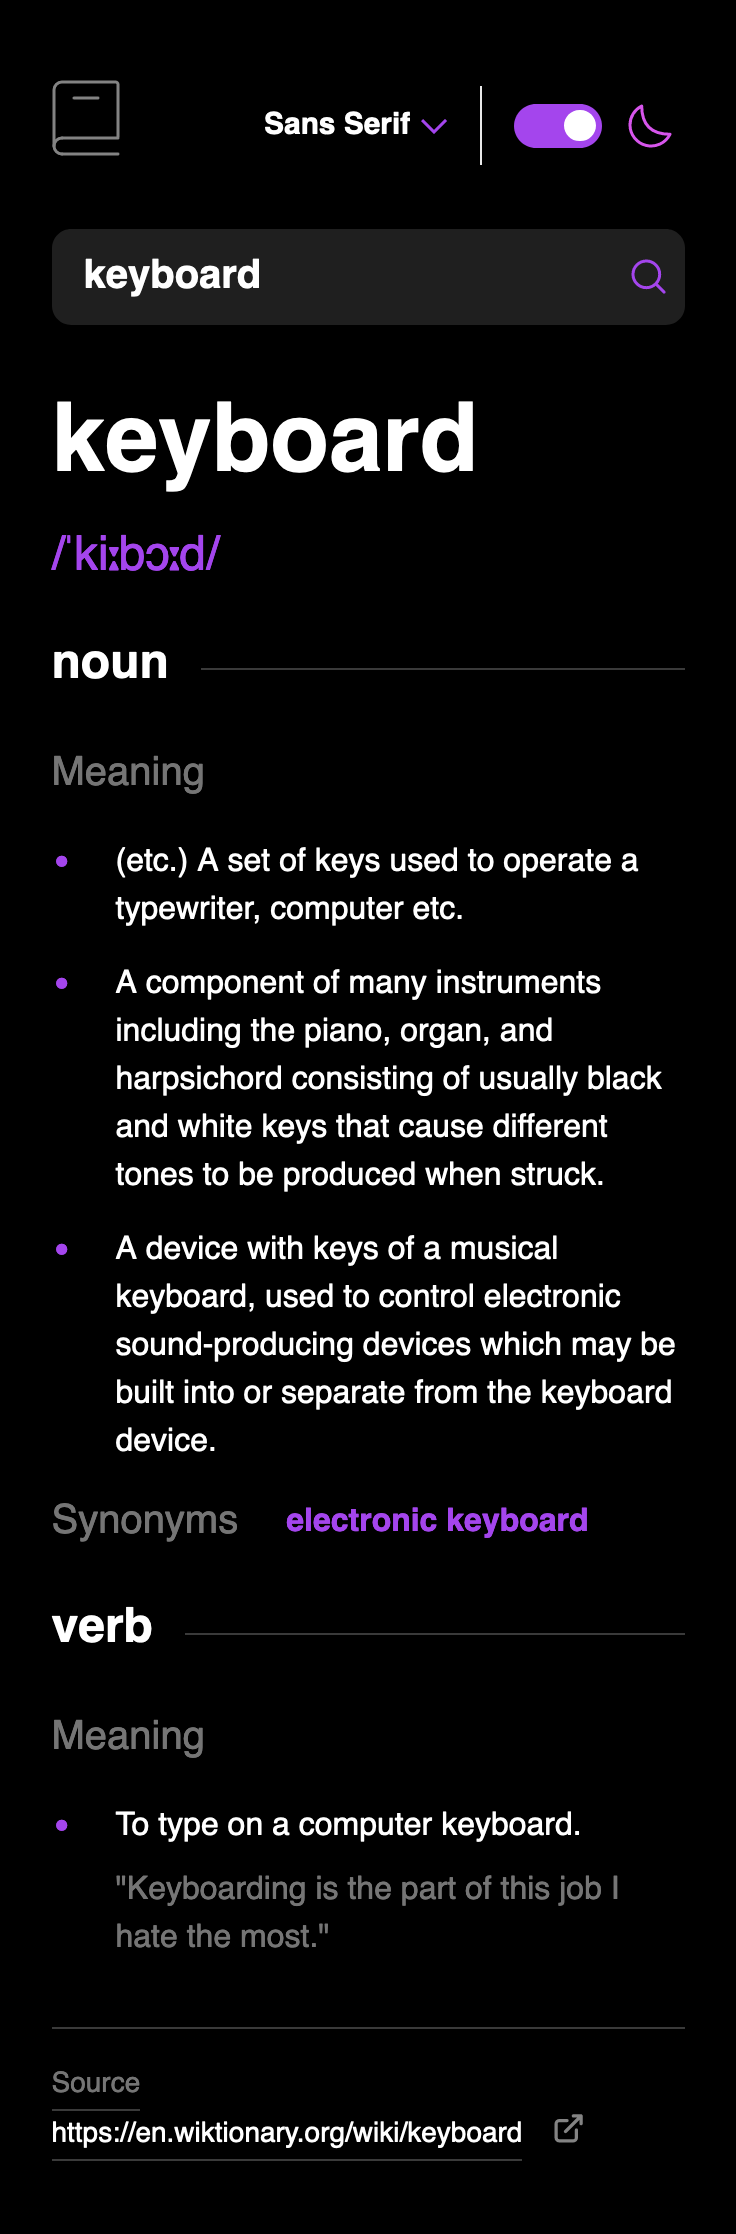 Sans Serif
keyboard
keyboard
/ˈkiːbɔːd/
noun
Meaning
(etc.) A set of keys used to operate a
typewriter, computer etc.
A component of many instruments
including the piano, organ, and
harpsichord consisting of usually black
and white keys that cause different
tones to be produced when struck.
A device with keys of a musical
keyboard, used to control electronic
sound-producing devices which may be
built into or separate from the keyboard
device.
Synonyms electronic keyboard
verb
Meaning
To type on a computer keyboard.
"Keyboarding is the part of this job I
hate the most."
Source
https://en.wiktionary.org/wiki/keyboard